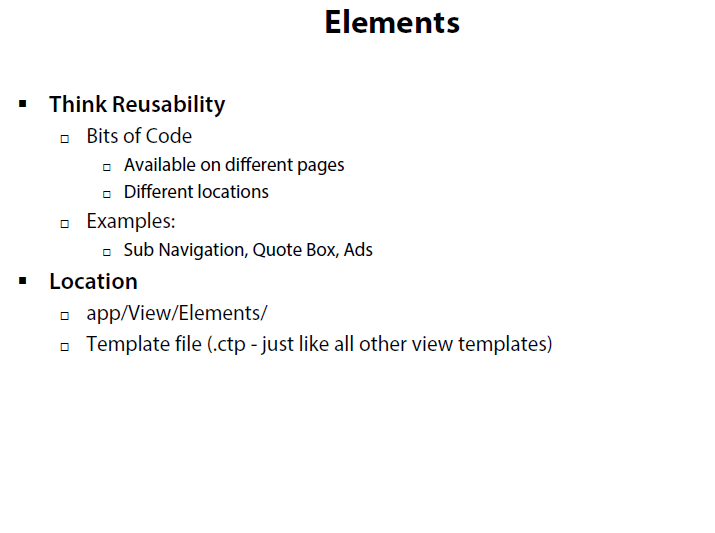 Elements
Think Reusability
Bits of Code
Available on different pages
Different locations
Examples:
Sub Navigation, Quote Box, Ads
Location
app/View/Elements/
Template file (.ctp - just like all other view templates)